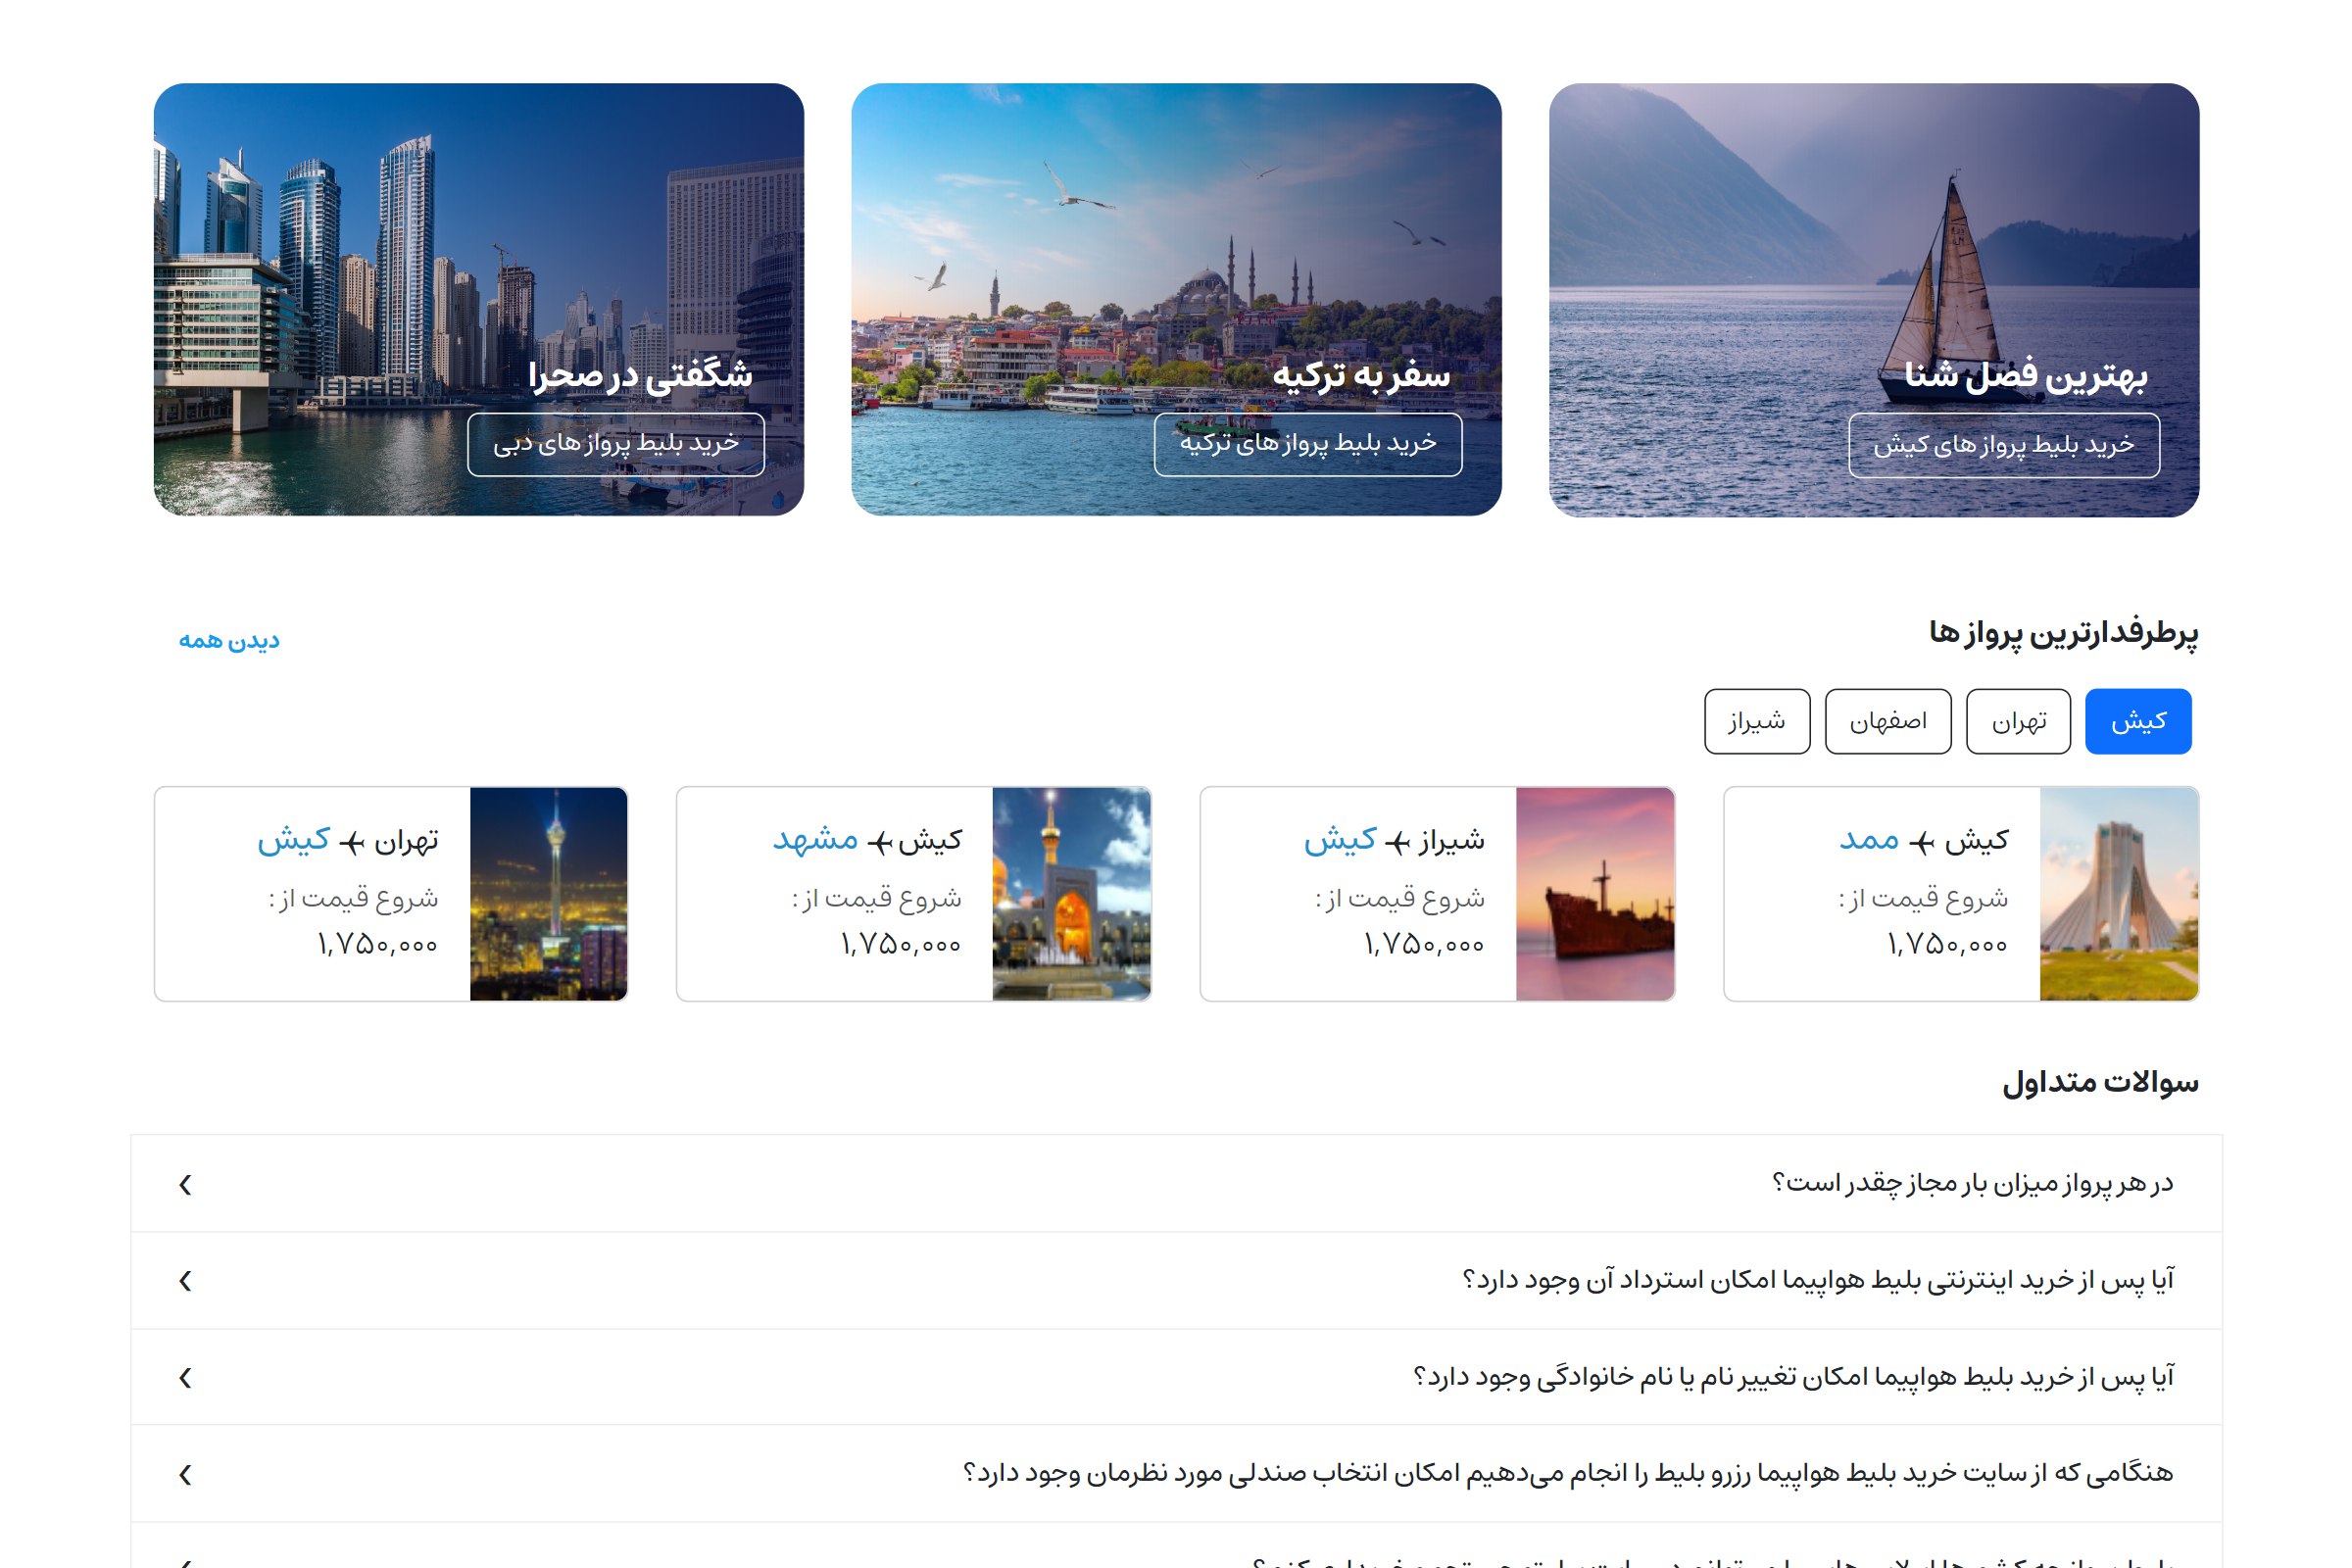 بهترین فصل شنا
خرید بلیط پرواز های کیش
سفر به ترکیه
خرید بلیط پرواز های ترکیه
شگفتی در صحرا
خرید بلیط پرواز های دبی
پرطرفدارترین پرواز ها
دیدن همه
کیش
تهران
اصفهان
شیراز
کیش ممد
شروع قیمت از :
۱,۷۵۰,۰۰۰
شیراز کیش
شروع قیمت از :
۱,۷۵۰,۰۰۰
کیش مشهد
شروع قیمت از :
۱,۷۵۰,۰۰۰
تهران کیش
شروع قیمت از :
۱,۷۵۰,۰۰۰
سوالات متداول
در هر پرواز میزان بار مجاز چقدر است؟
آیا پس از خرید اینترنتی بلیط هواپیما امکان استرداد آن وجود دارد؟
آیا پس از خرید بلیط هواپیما امکان تغییر نام یا نام خانوادگی وجود دارد؟
هنگامی که از سایت خرید بلیط هواپیما رزرو بلیط را انجام می‌دهیم امکان انتخاب صندلی مورد نظرمان وجود دارد؟